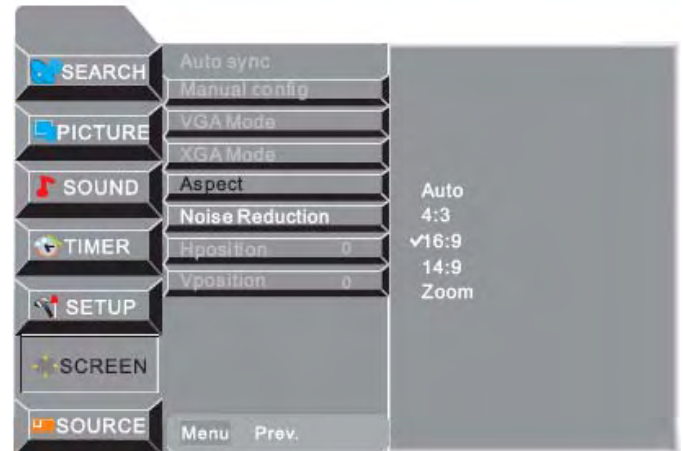 SEARCH
PICTURE
SOUND
TIMER
SETUP
SCREEN
SOURCE
Auto sync
Manual config
VGA Mode
XGA Mode
Aspect
Noise Reduction
Hposition 0
Vposition 0
Menu Prev.
Auto
4:3
✓16:9
14:9
Zoom